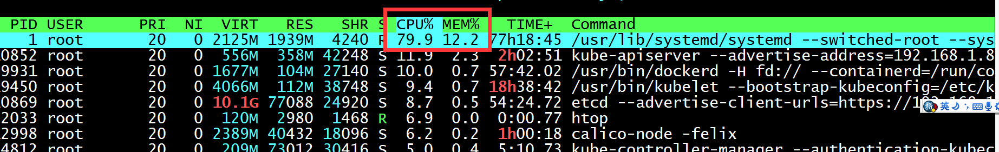 PID USER PRI NI VIRT RES SHR S CPU% MEM% TIME+ Command
1 root 20 0 2125M 1939M 4240 R 79.9 12.2 77h18:45 /usr/lib/systemd/systemd --switched-root --sys
0852 root 20 0 556M 358M 42248 S 11.9 2.3 2h02:51 kube-apiserver --advertise-address=192.168.1.8
9931 root 20 0 1677M 104M 27140 S 10.0 0.7 57:42.02 /usr/bin/dockerd -H fd:// --containerd=/run/co
9450 root 20 0 4066M 112M 38748 S 9.4 0.7 18h38:42 /usr/bin/kubelet --bootstrap-kubeconfig=/etc/k
0869 root 20 0 10.1G 77088 24920 S 8.7 0.5 54:24.72 etcd --advertise-client-urls=https://192.168.1
英
2033 root 20 0 120M 2980 1468 R 6.9 0.0 0:00.77 htop
2998 root 20 0 2389M 40432 18096 S 6.2 0.2 1h00:18 calico-node -felix
4812 root 20 0 209M 73012 30416 S 5.0 0.4 5:10.73 kube-controller-manager --authentication-kubec